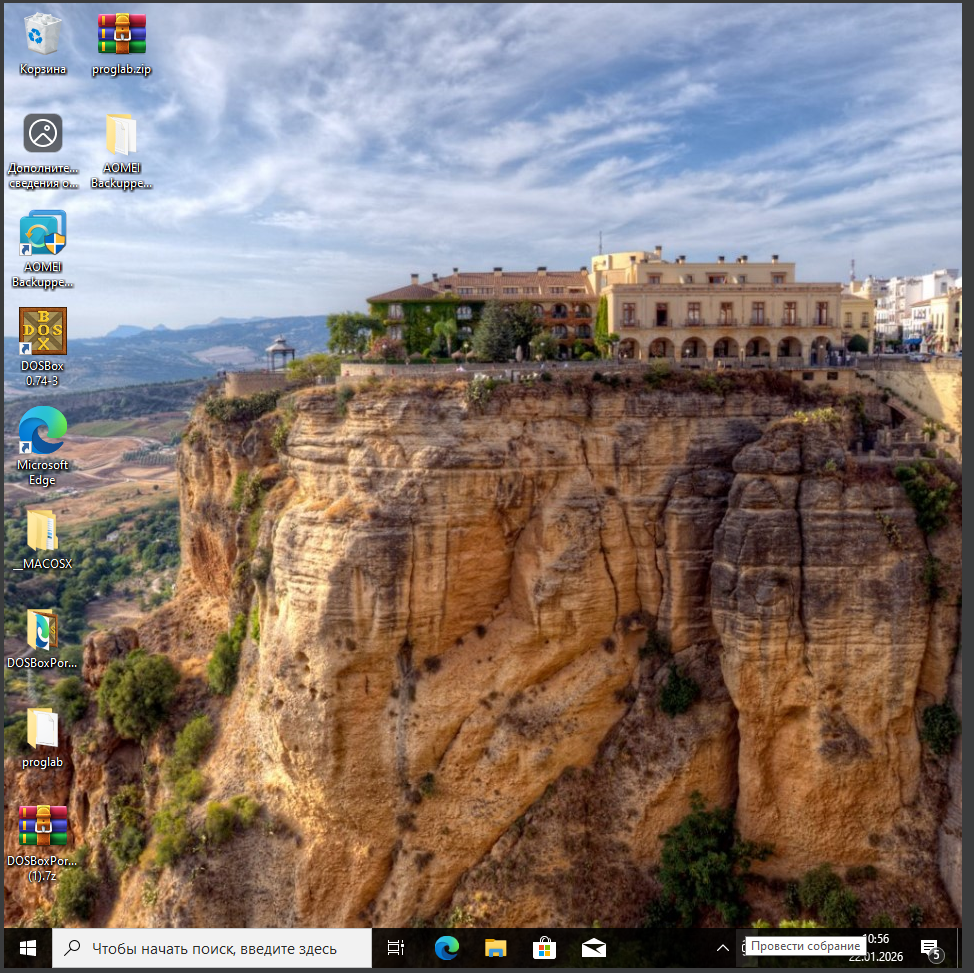 Корзина
proglab.zip
Дополните...
сведения о...
AOMEI
Backuppe...
AOMEI
Backuppe...
BOX
DOS
DOSBox
0.74-3
Microsoft
Edge
__MACOSX
DOSBoxPor...
proglab
DOSBoxPor...
(1).7z
Чтобы начать поиск, введите здесь
Провести собрание
10:56
22.01.2026
5